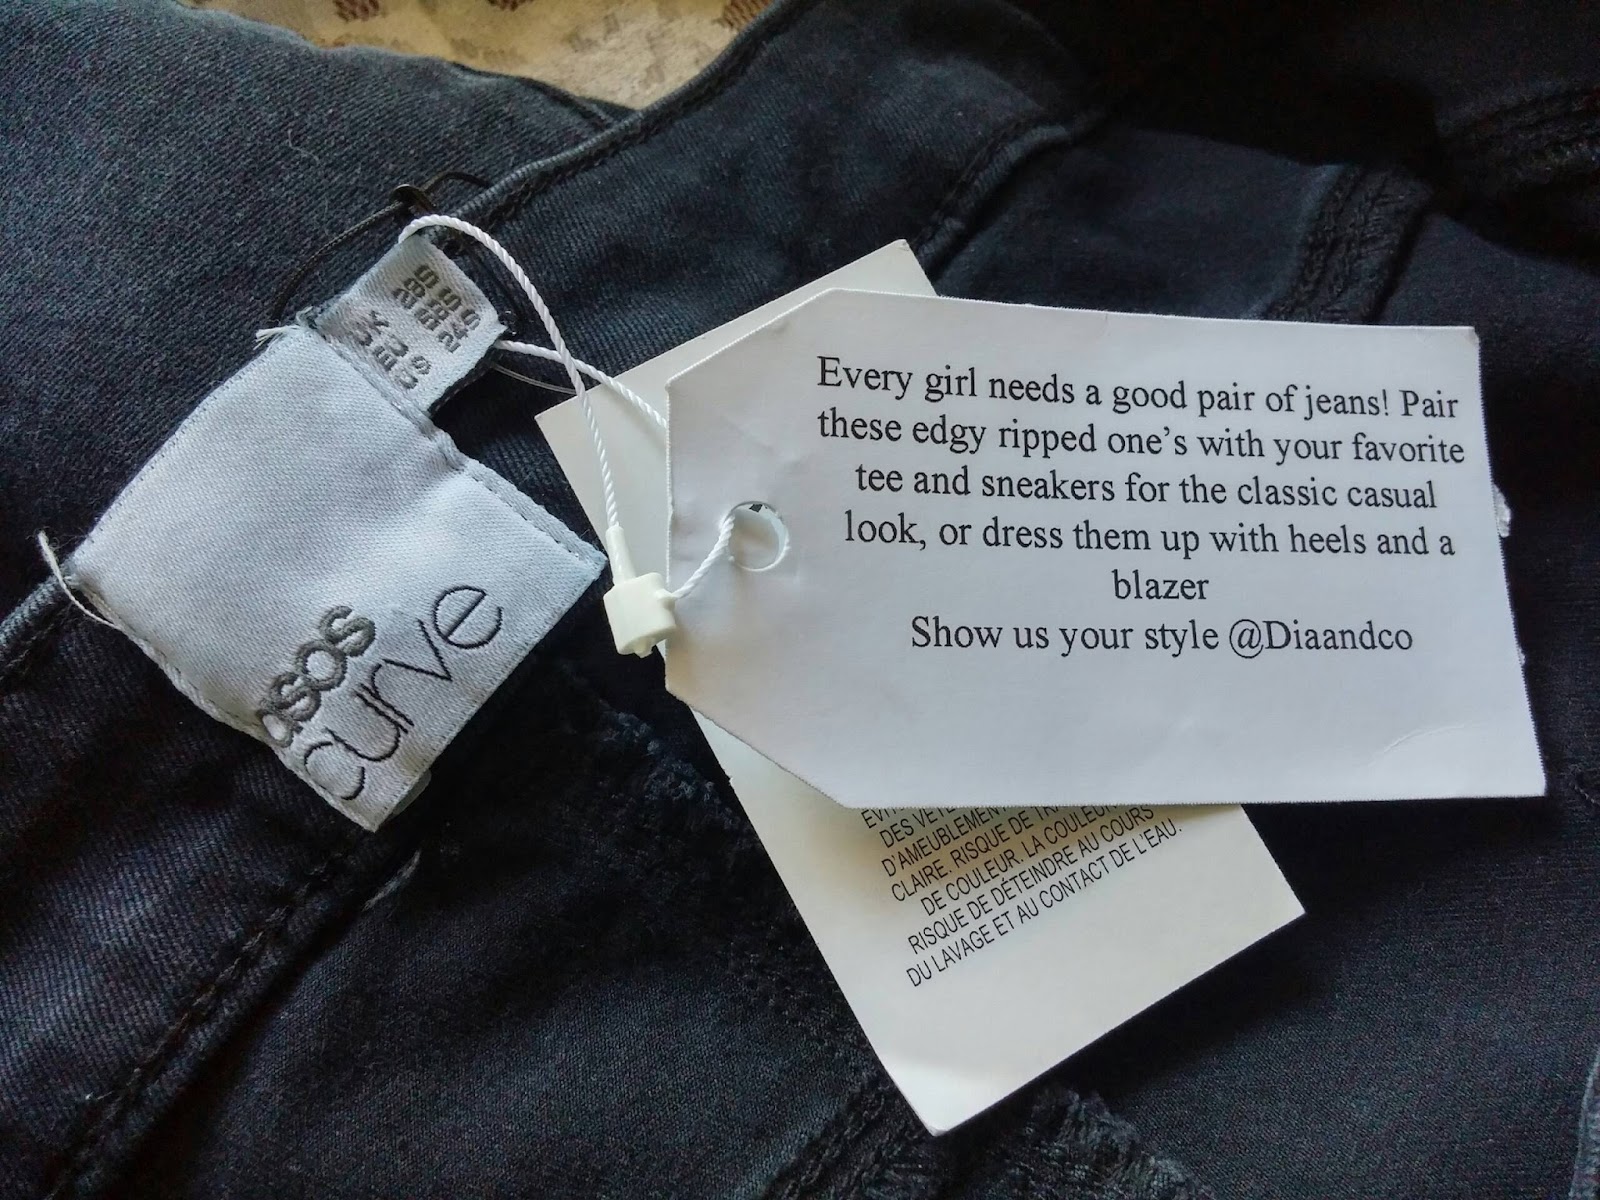 asos
curve
Every girl needs a good pair of jeans! Pair
these edgy ripped one's with your favorite
tee and sneakers for the classic casual
look, or dress them up with heels and a
blazer
Show us your style @Diaandco
DES
D'AMEUBLEMENT
CLAIRE. RISQUE DE
DE COULEUR. LA COULEUR
RISQUE DE DÉTEINDRE AU COURS
DU LAVAGE ET AU CONTACT DE L'EAU.